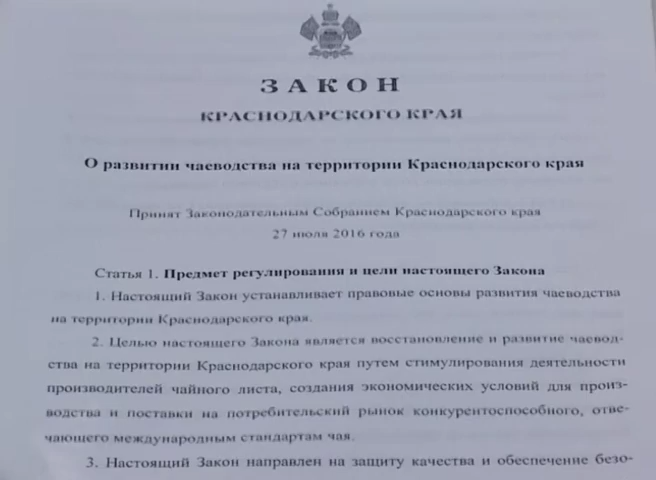 ЗАКОН
КРАСНОДАРСКОГО КРАЯ
О развитии чаеводства на территории Краснодарского края
Принят Законодательным Собранием Краснодарского края
27 июля 2016 года
Статья 1. Предмет регулирования и цели настоящего Закона
1. Настоящий Закон устанавливает правовые основы развития чаеводства
на территории Краснодарского края.
2. Целью настоящего Закона является восстановление и развитие чаевод-
ства на территории Краснодарского края путем стимулирования деятельности
производителей чайного листа, создания экономических условий для произ-
водства и поставки на потребительский рынок конкурентоспособного, отве-
чающего международным стандартам чая.
3. Настоящий Закон направлен на защиту качества и обеспечение безо-